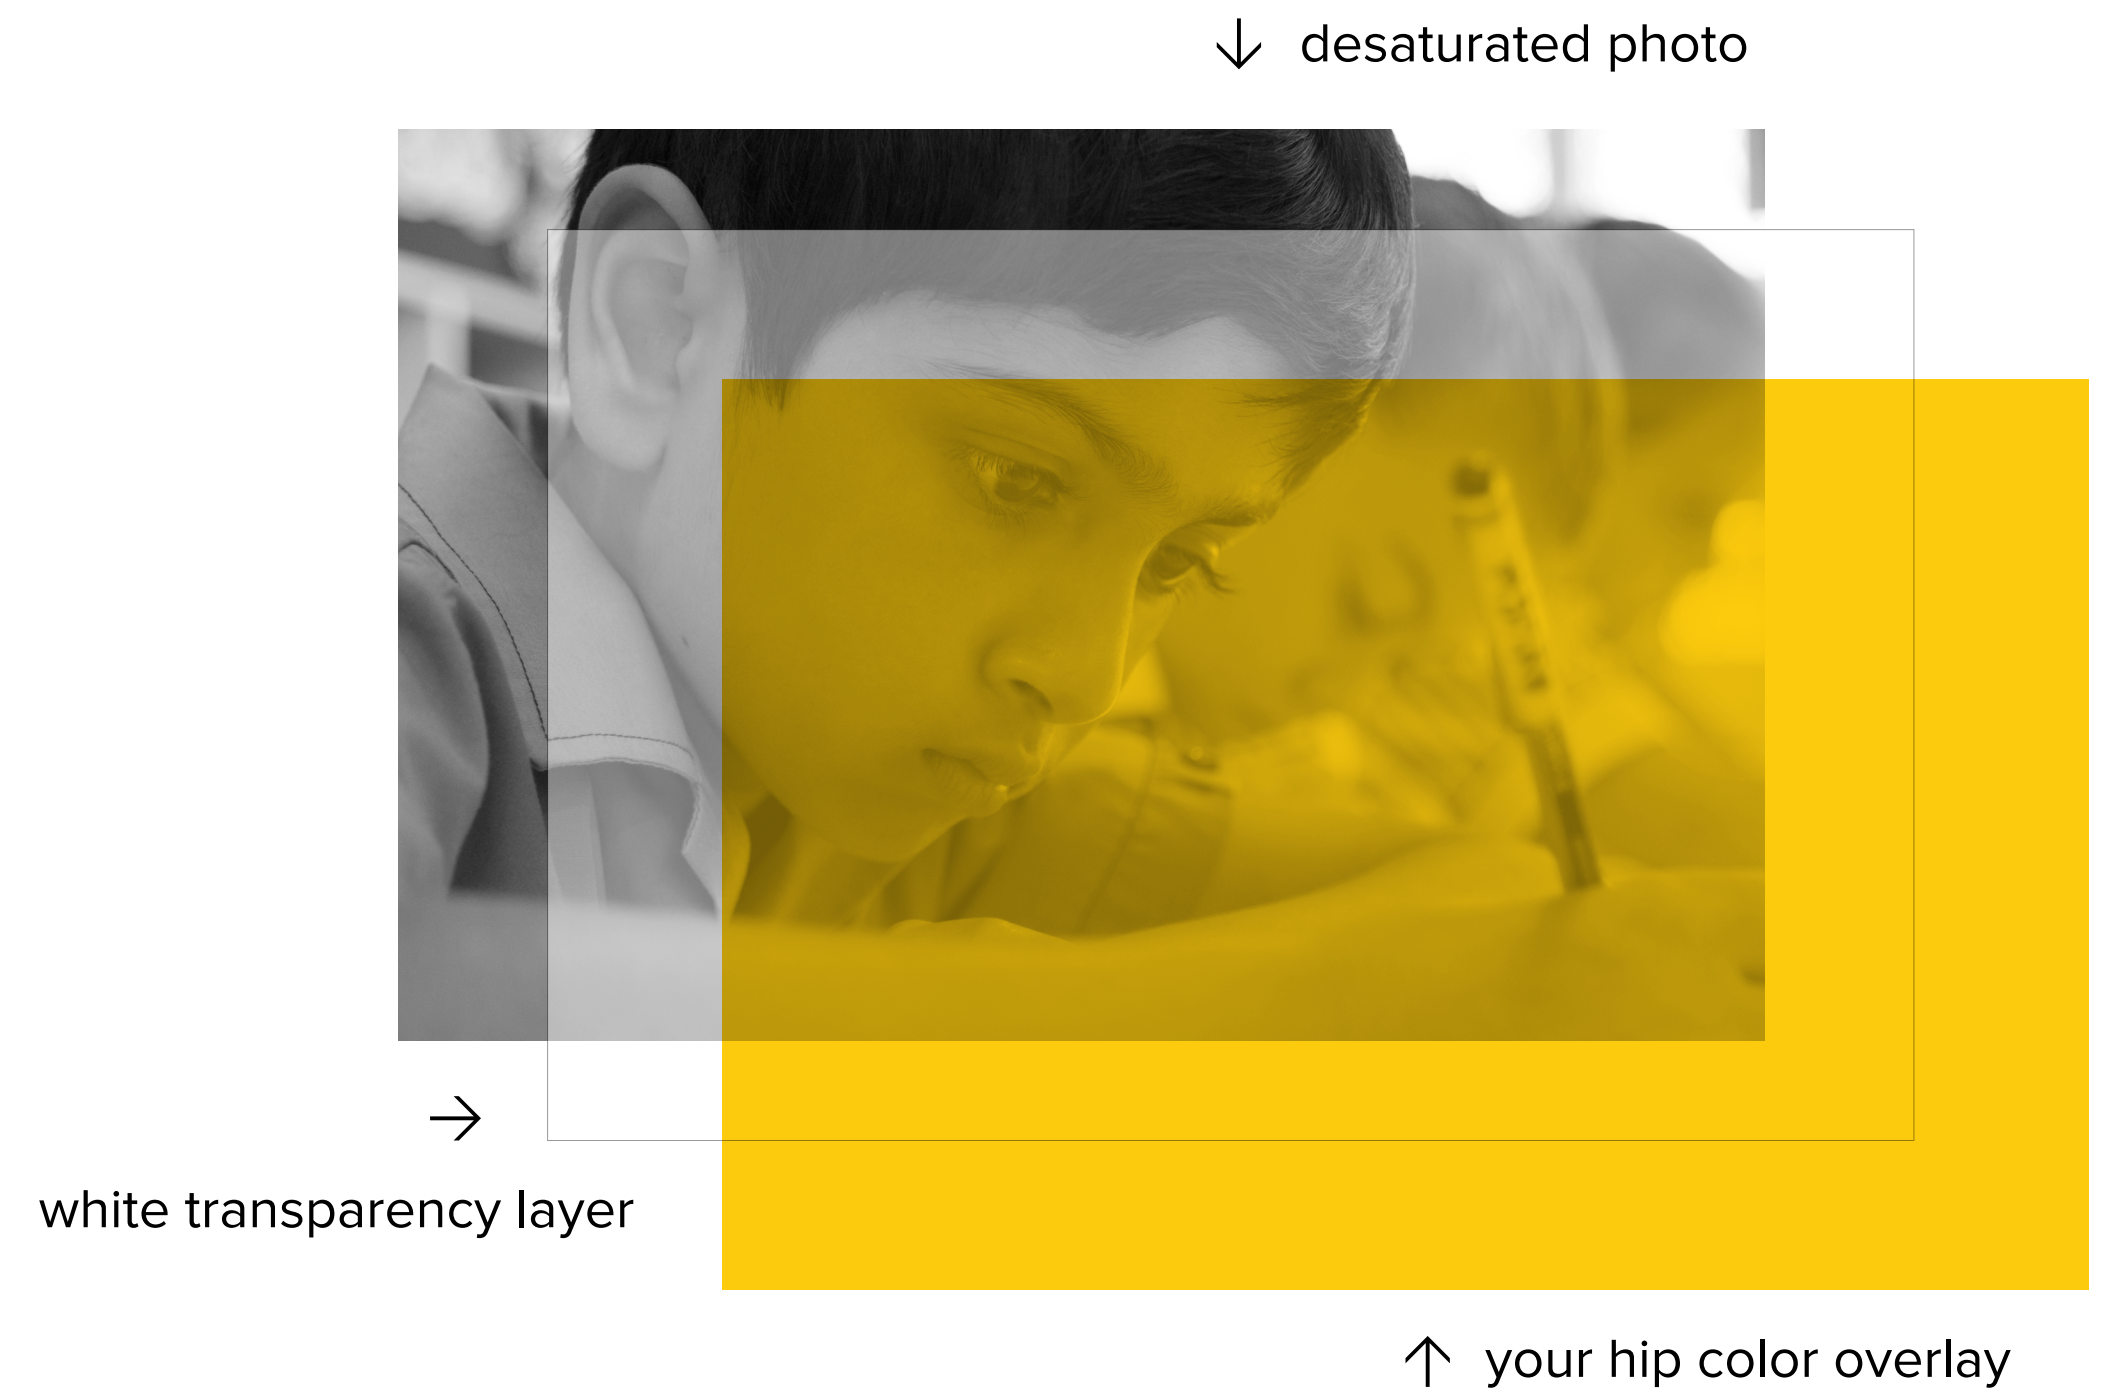 ↓ desaturated photo
→
white transparency layer
↑ your hip color overlay